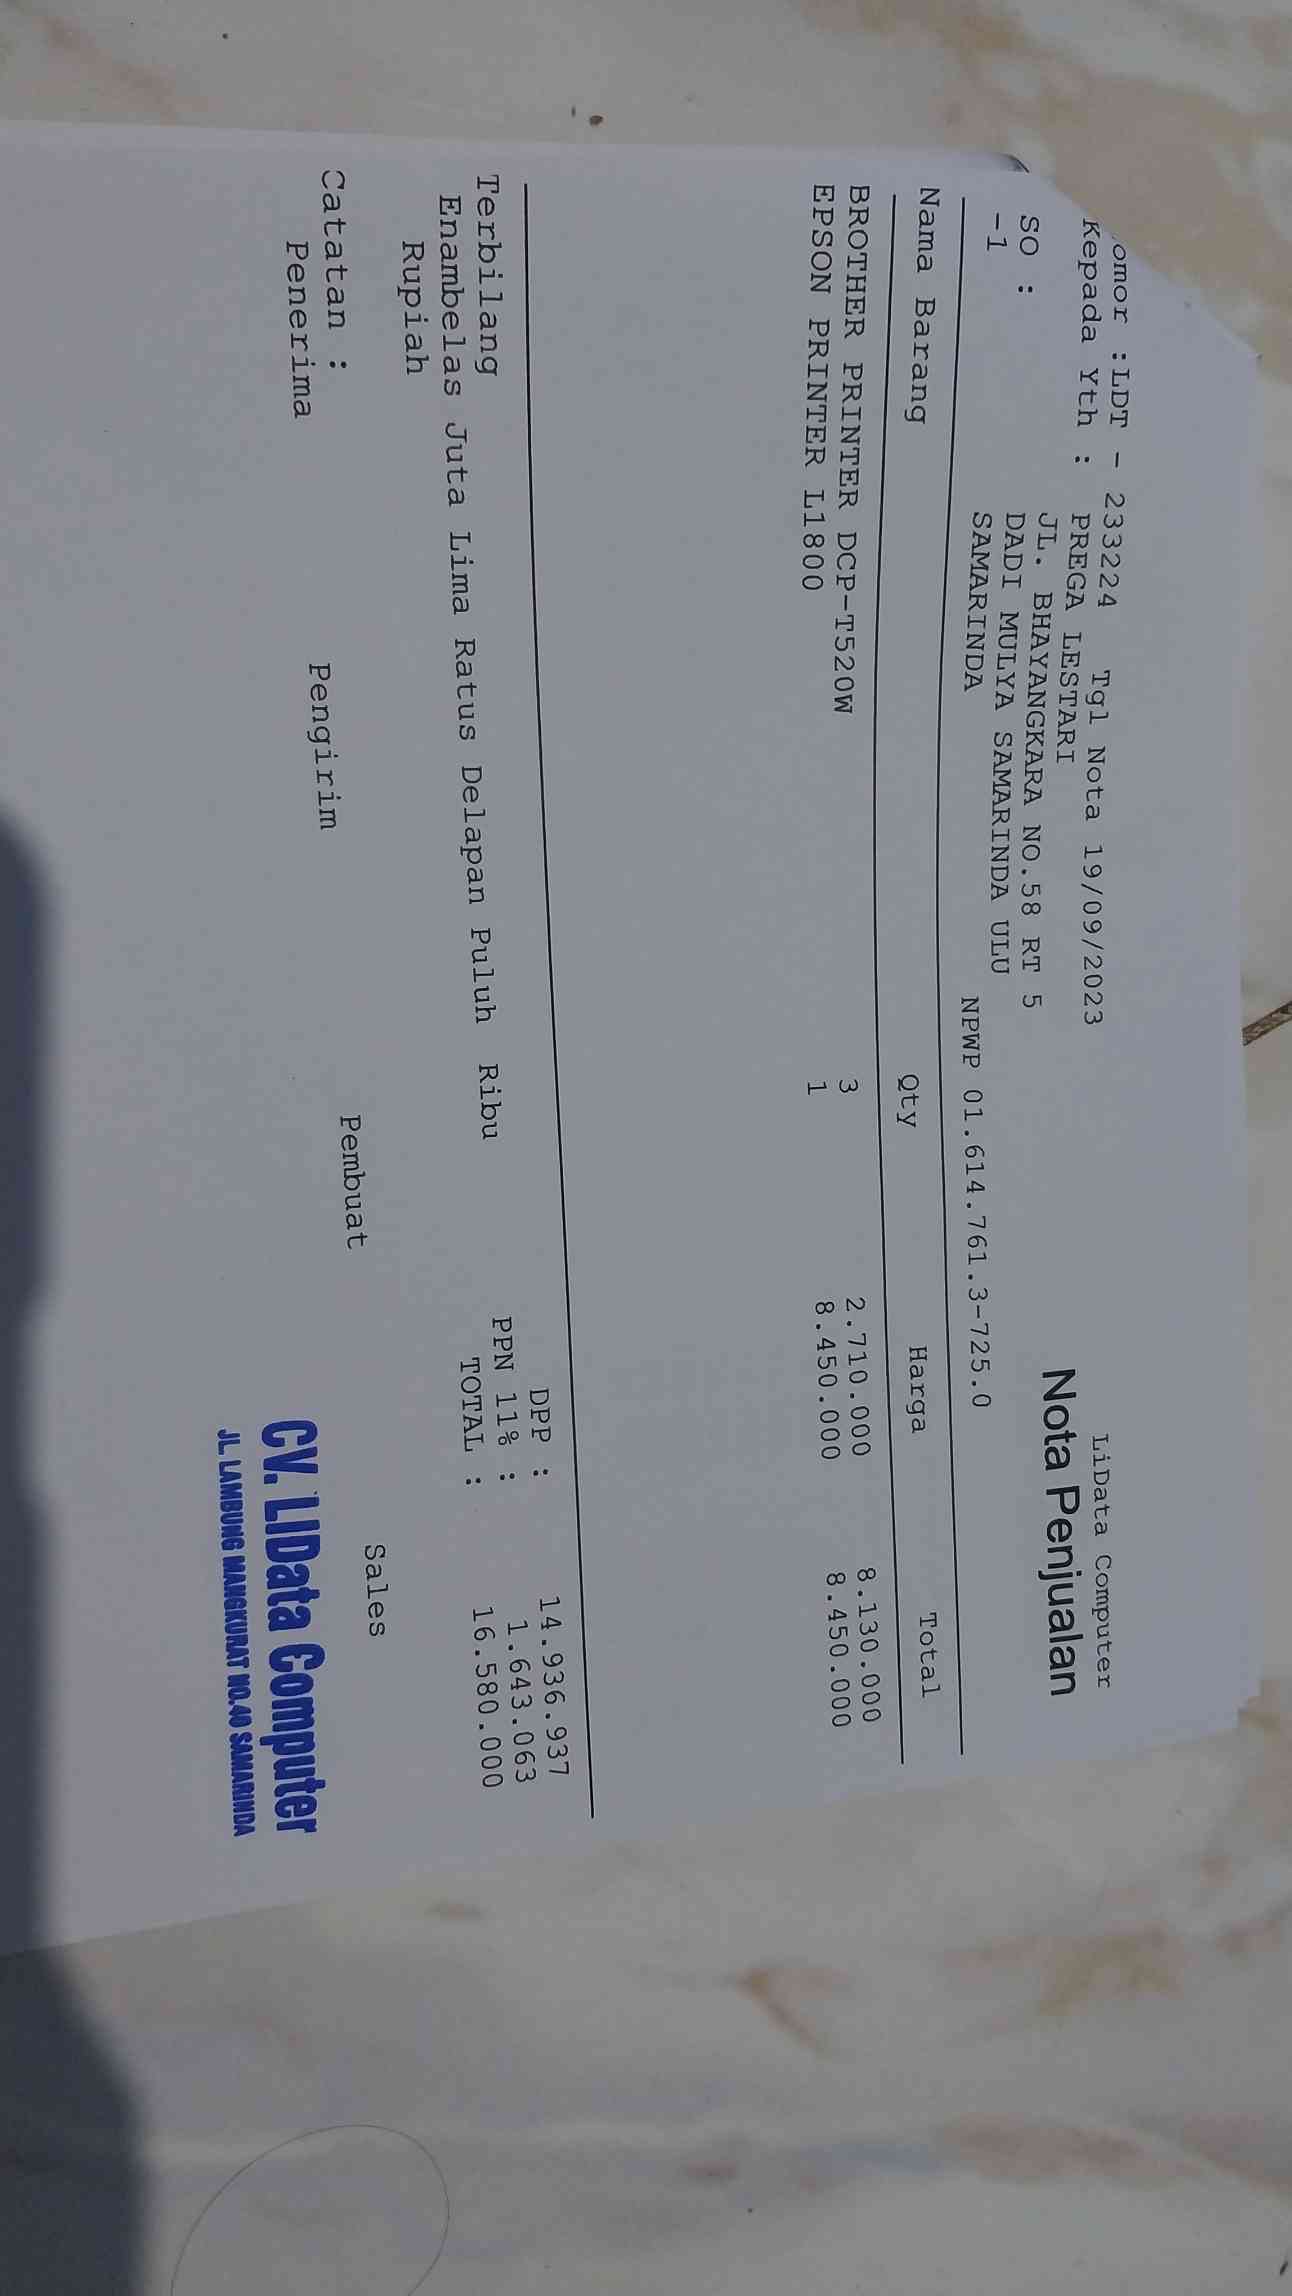 LiData Computer
omor :LDT - 233224 Tgl Nota 19/09/2023
Nota Penjualan
Kepada Yth : PREGA LESTARI
JL. BHAYANGKARA NO.58 RT 5
SO : DADI MULYA SAMARINDA ULU
-1 SAMARINDA NPWP 01.614.761.3-725.0
Nama Barang Qty Harga Total
BROTHER PRINTER DCP-T520W 3 2.710.000 8.130.000
EPSON PRINTER L1800 1 8.450.000 8.450.000
DPP : 14.936.937
Terbilang PPN 11% : 1.643.063
Enambelas Juta Lima Ratus Delapan Puluh Ribu TOTAL : 16.580.000
Rupiah
Catatan :
Penerima Pengirim Pembuat Sales
CV. LIData Computer
JL. LAMBUNG MANGKURAT NO.40 SAMARINDA